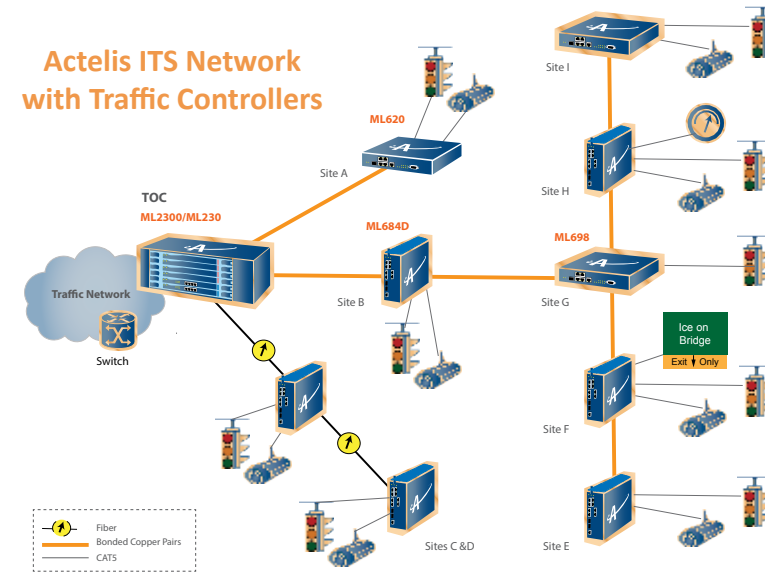 Actelis ITS Network
with Traffic Controllers
Site I
ML620
Site A
Site H
TOC
ML2300/ML230
ML684D
ML698
Traffic Network
Switch
Site B
Site G
Ice on
Bridge
Exit Only
Site F
Fiber
Bonded Copper Pairs
CAT5
Sites C &D
Site E